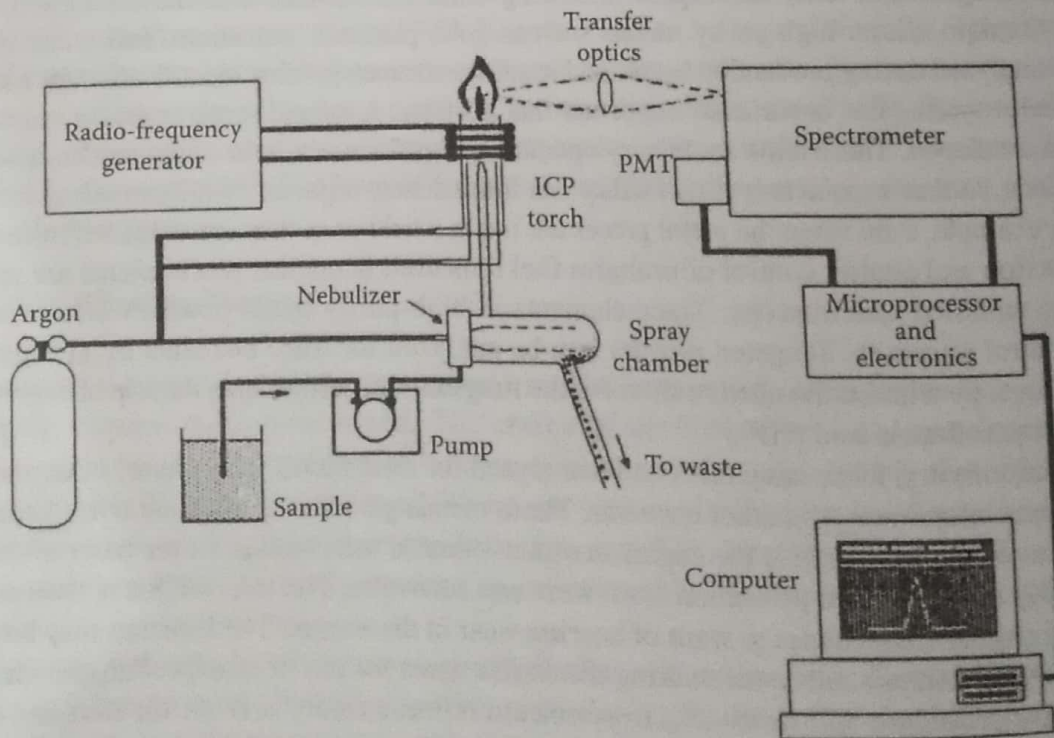 Transfer
optics
Radio-frequency
generator
Spectrometer
PMT
ICP
torch
Nebulizer
Argon
Microprocessor
and
electronics
Spray
chamber
Pump
To waste
Sample
Computer